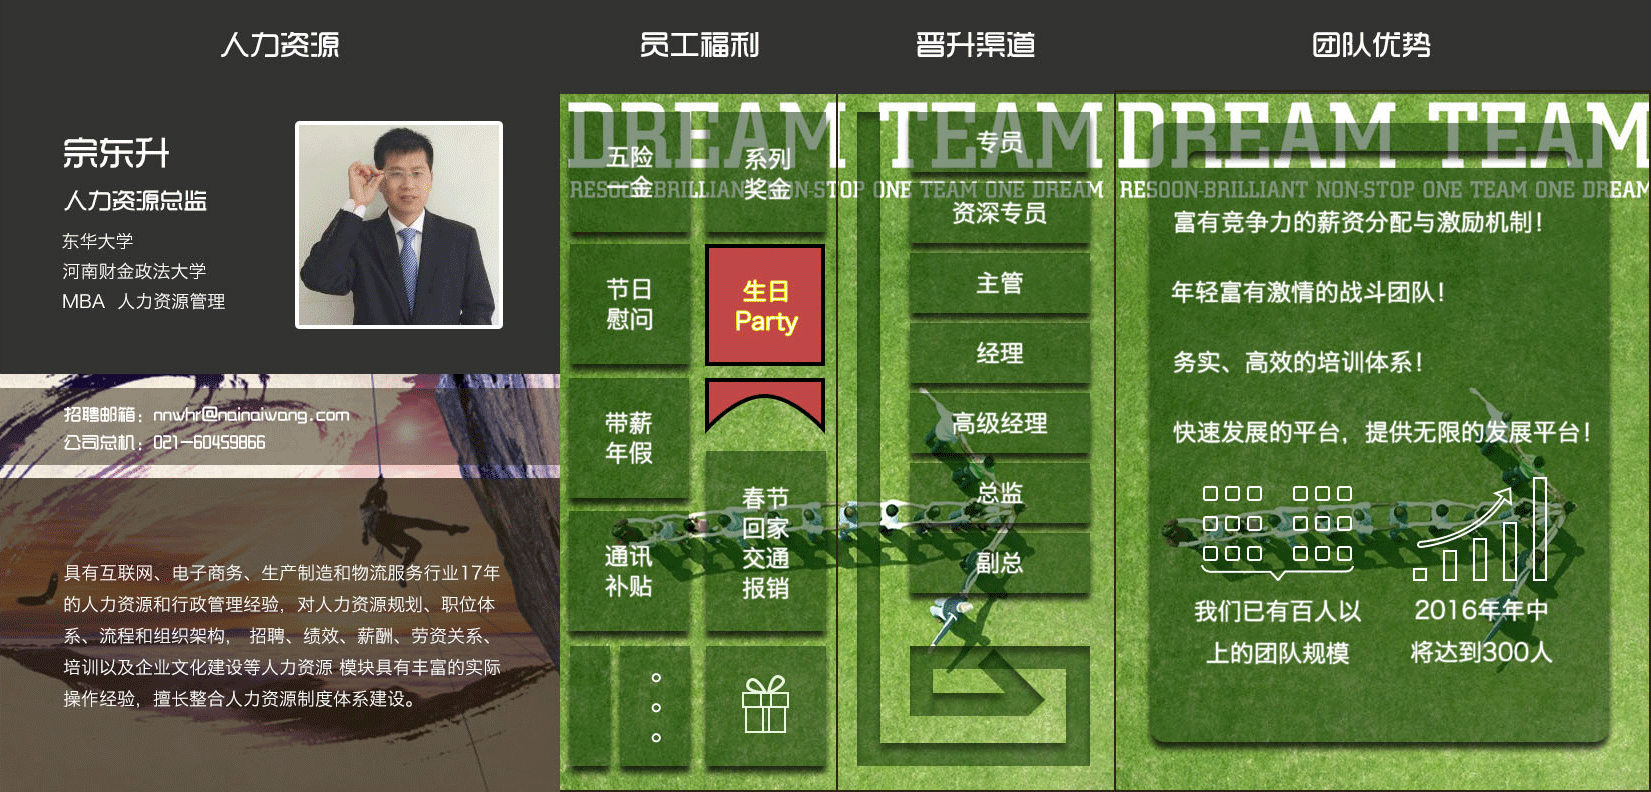 人力资源
员工福利
晋升渠道
团队优势
宗东升
人力资源总监
东华大学
河南财金政法大学
MBA 人力资源管理
招聘邮箱：nnwhr@nainaiwang.com
公司总机：021-60459866
具有互联网、电子商务、生产制造和物流服务行业17年
的人力资源和行政管理经验，对人力资源规划、职位体
系、流程和组织架构， 招聘、绩效、薪酬、劳资关系、
培训以及企业文化建设等人力资源 模块具有丰富的实际
操作经验，擅长整合人力资源制度体系建设。
DREAM TEAM
RESOON-BRILLIANT NON-STOP ONE TEAM ONE DREAM
五险
一金
系列
奖金
节日
慰问
生日
Party
带薪
年假
春节
回家
交通
报销
通讯
补贴
专员
资深专员
主管
经理
高级经理
总监
副总
DREAM TEAM
RESOON-BRILLIANT NON-STOP ONE TEAM ONE DREAM
富有竞争力的薪资分配与激励机制！
年轻富有激情的战斗团队！
务实、高效的培训体系！
快速发展的平台，提供无限的发展平台！
我们已有百人以
上的团队规模
2016年年中
将达到300人